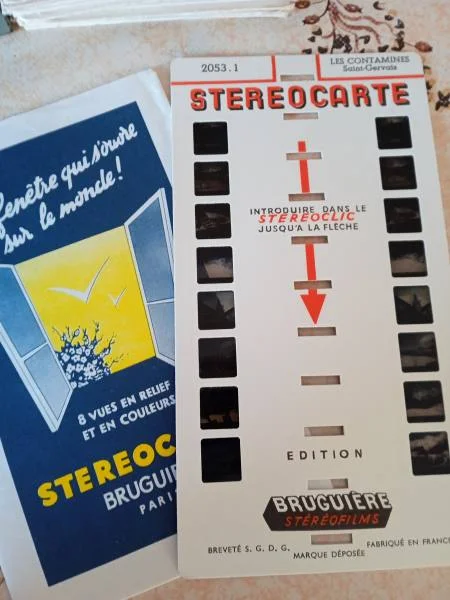 fenêtre qui s'ouvre
sur le monde!
8 VUES EN RELIEF
ET EN COULEURS
STEREOC
BRUGUI
PARI
2053.1
LES CONTAMINES
Saint-Gervais
STEREOCARTE
INTRODUIRE DANS LE
STEREOCLIC
JUSQU'A LA FLÈCHE
EDITION
BRUGUIÈRE
STÉRÉOFILMS
BREVETÉ S. G. D. G.
MARQUE DÉPOSÉE
FABRIQUÉ EN FRANCE